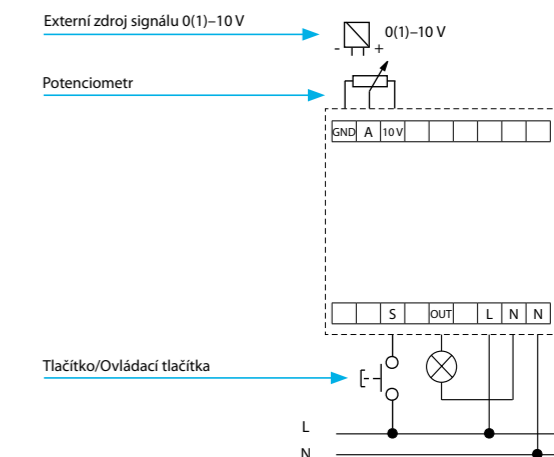 Externí zdroj signálu 0(1)–10 V
0(1)–10 V
- +
Potenciometr
GND A 10 V
S OUT L N N
Tlačítko/Ovládací tlačítka
L
N